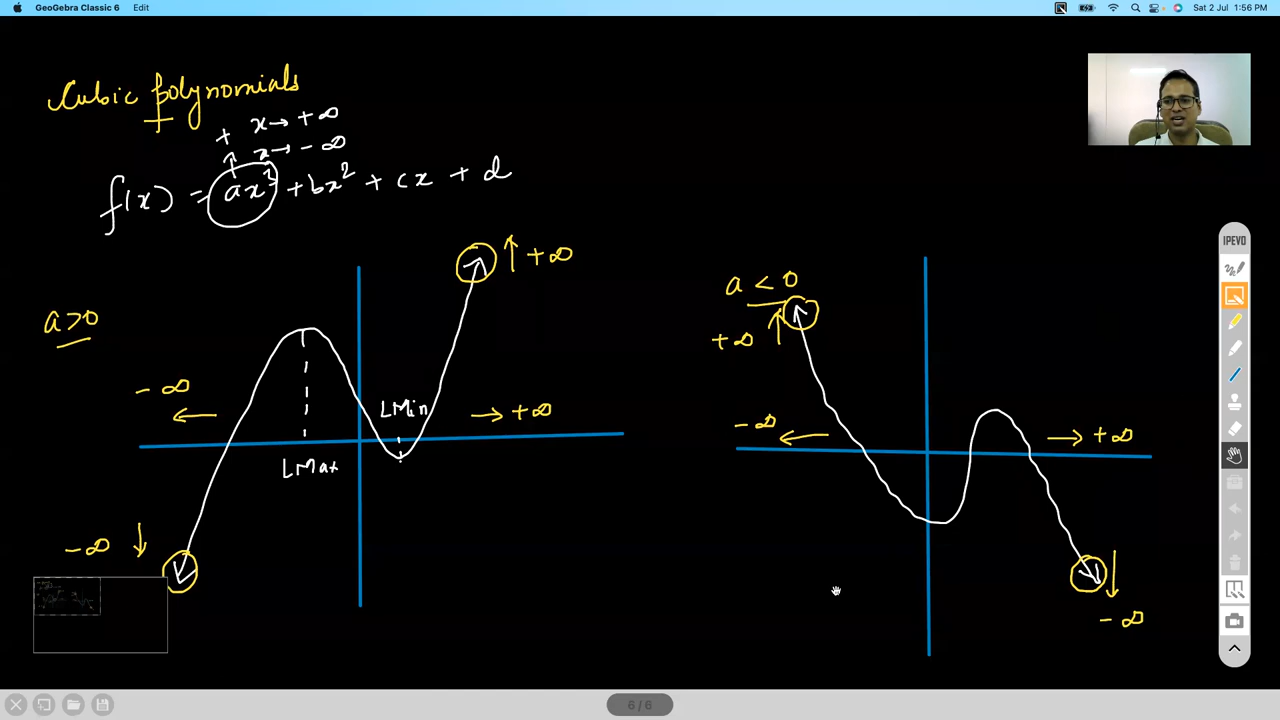 GeoGebra Classic 6 Edit
Sat 2 Jul 1:56 PM
Cubic polynomials
+ x→ +∞
x→ -∞
f(x) = ax³ + bx² + cx + d
a>0
↑ +∞
-∞ ←
→ +∞
LMax
LMin
-∞ ↓
a < 0
+∞ ↑
-∞ ←
→ +∞
↓ -∞
IPEVO
6 / 6